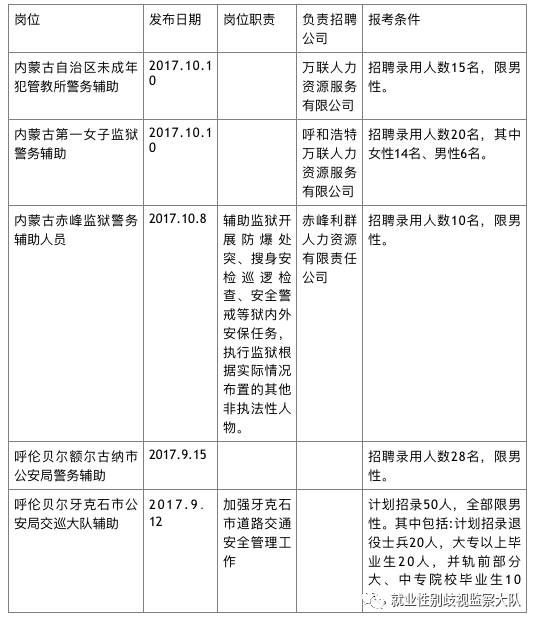 岗位
发布日期
岗位职责
负责招聘
公司
报考条件
内蒙古自治区未成年
犯管教所警务辅助
2017.10.1
0
万联人力
资源服务
有限公司
招聘录用人数15名，限男
性。
内蒙古第一女子监狱
警务辅助
2017.10.1
0
呼和浩特
万联人力
资源服务
有限公司
招聘录用人数20名，其中
女性14名、男性6名。
内蒙古赤峰监狱警务
辅助人员
2017.10.8
辅助监狱开
展防爆处
突、搜身安
检巡逻检
查、安全警
戒等狱内外
安保任务，
执行监狱根
据实际情况
布置的其他
非执法性人
物。
赤峰利群
人力资源
有限责任
公司
招聘录用人数10名，限男
性。
呼伦贝尔额尔古纳市
公安局警务辅助
2017.9.15
招聘录用人数28名，限男
性。
呼伦贝尔牙克石市公
安局交巡大队辅助
2017.9.
12
加强牙克石
市道路交通
安全管理工
作
计划招录50人，全部限男
性。其中包括:计划招录退
役士兵20人，大专以上毕
业生20人，并轨前部分
大、中专院校毕业生10
就业性别歧视监察大队